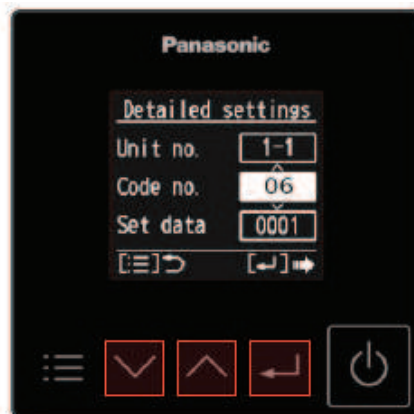 Panasonic
Detailed settings
Unit no. 1-1
Code no. 06
Set data 0001